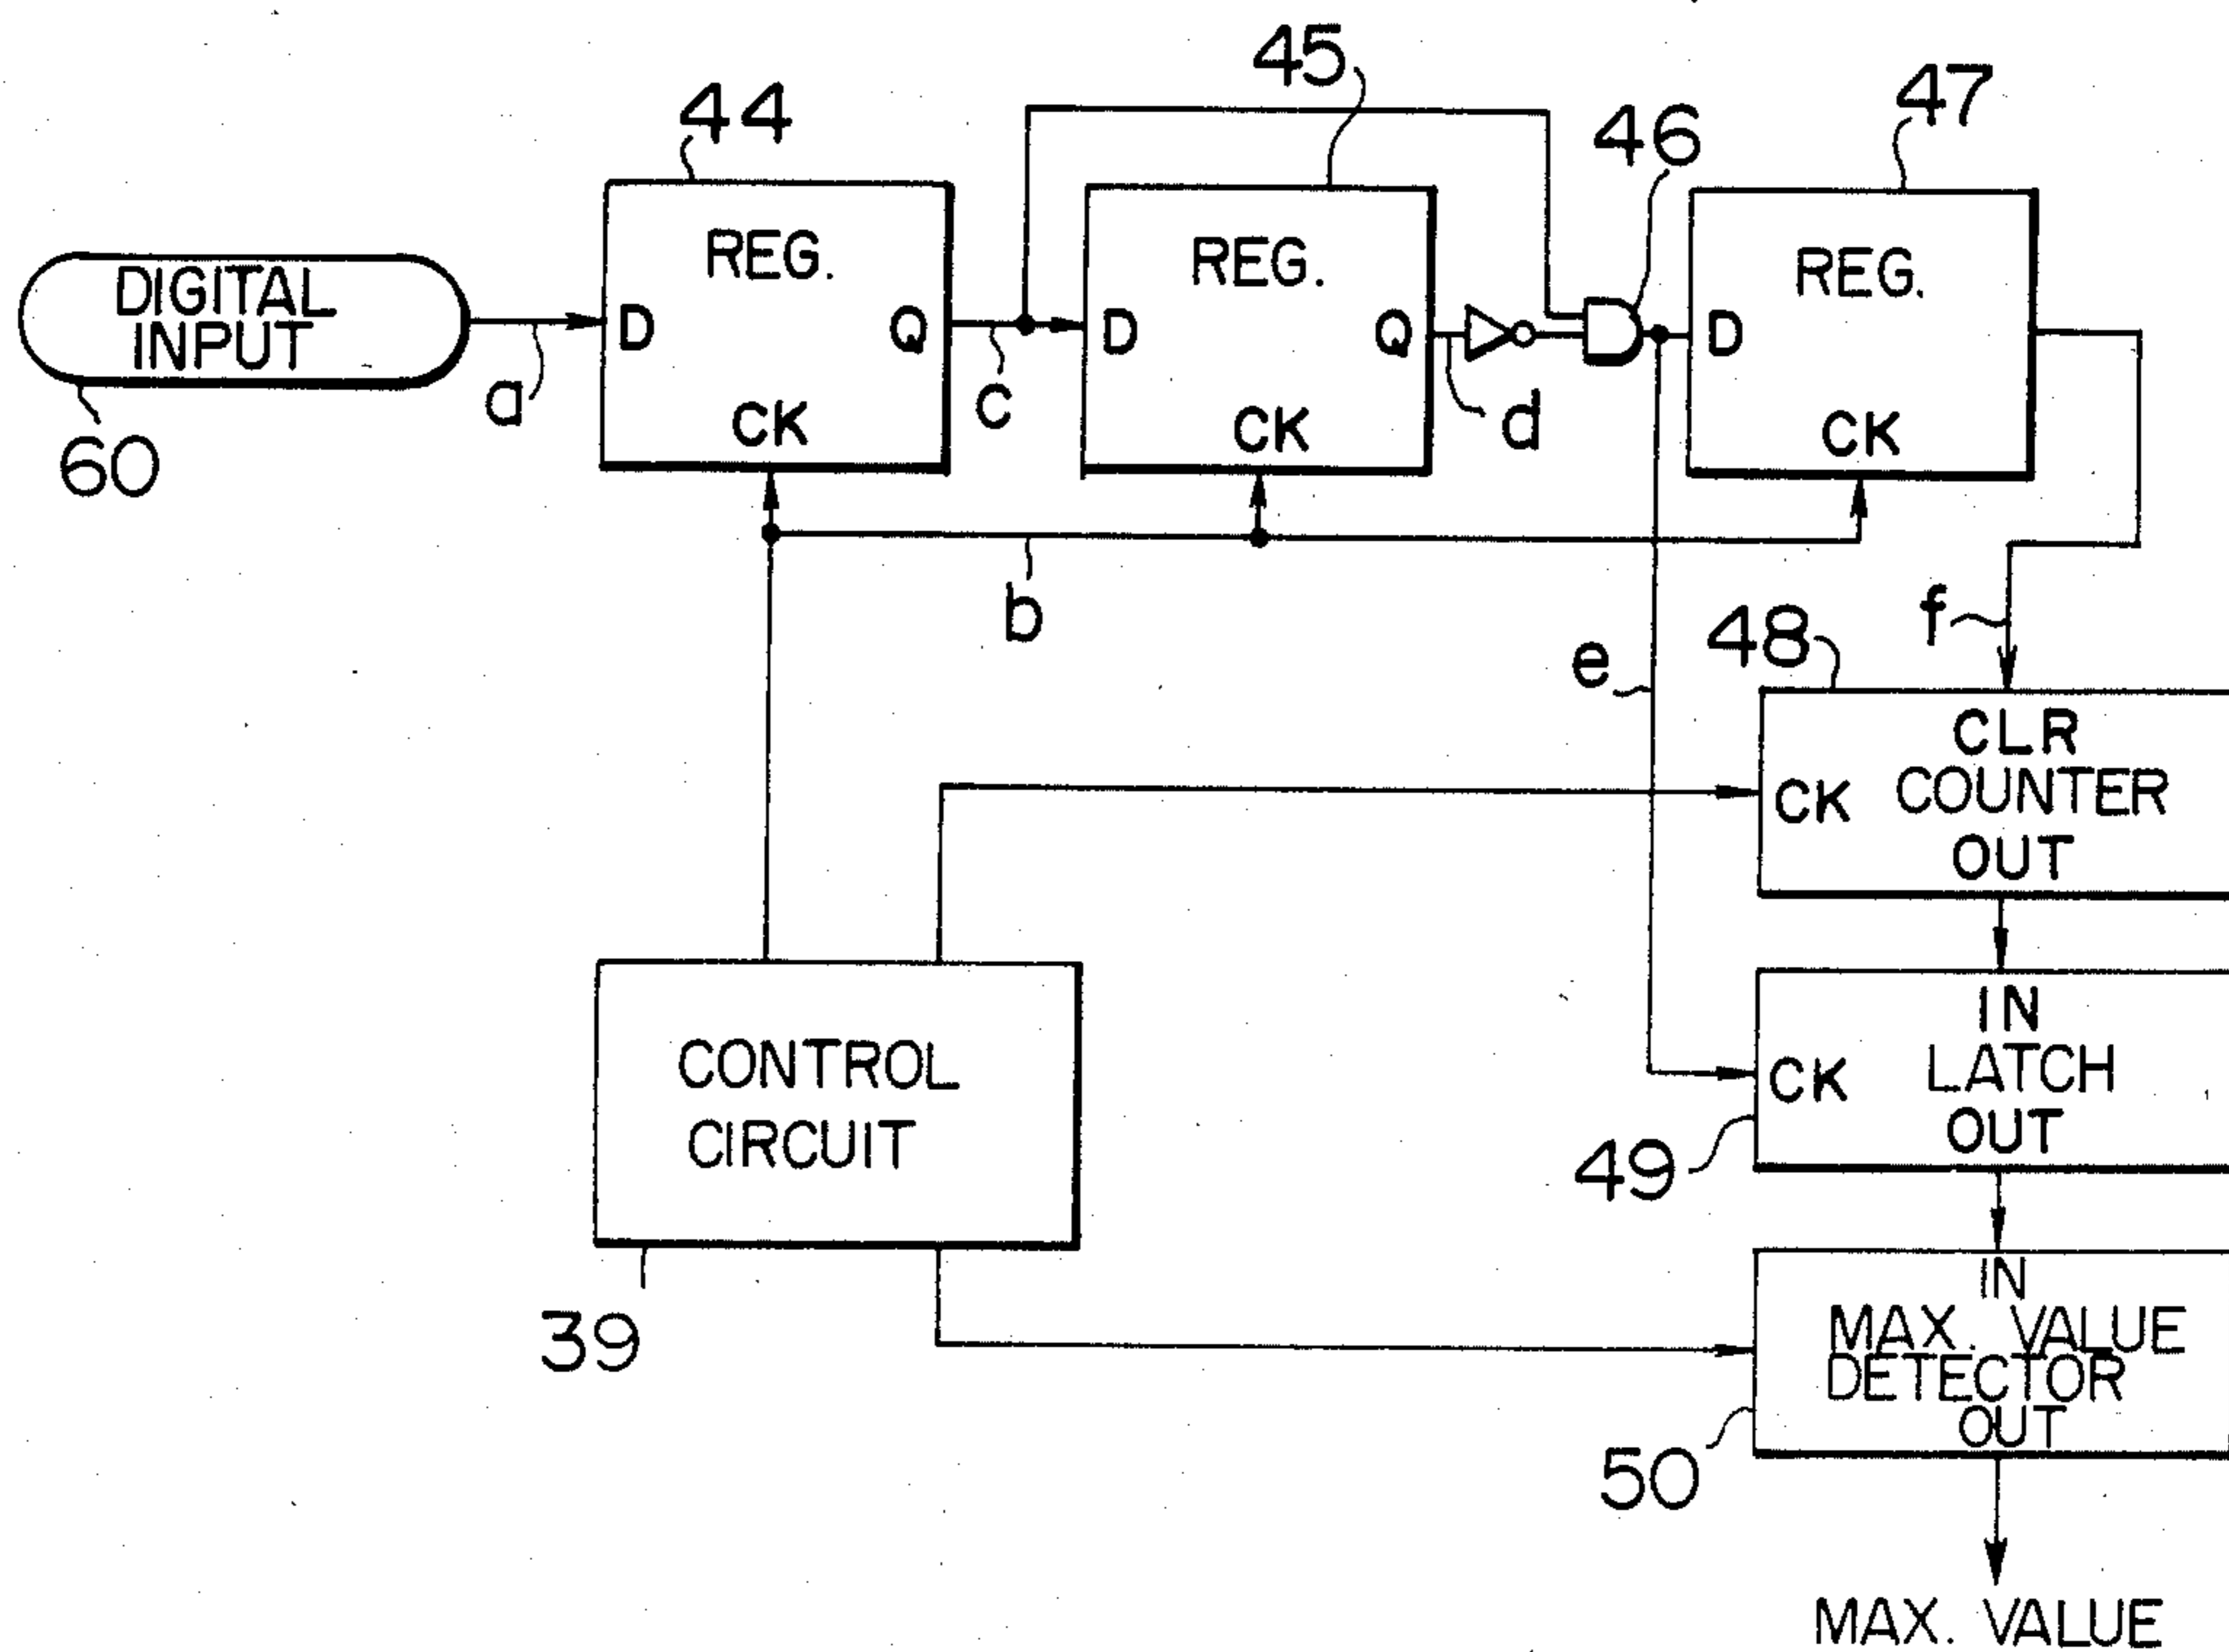 45
44
46
47
REG.
REG.
REG.
DIGITAL
INPUT
D
Q
D
Q
D
a
c
d
CK
CK
CK
60
b
e
f
48
CLR
CK
COUNTER
OUT
CONTROL
CIRCUIT
IN
CK
LATCH
OUT
49
39
IN
MAX. VALUE
DETECTOR
OUT
50
MAX. VALUE